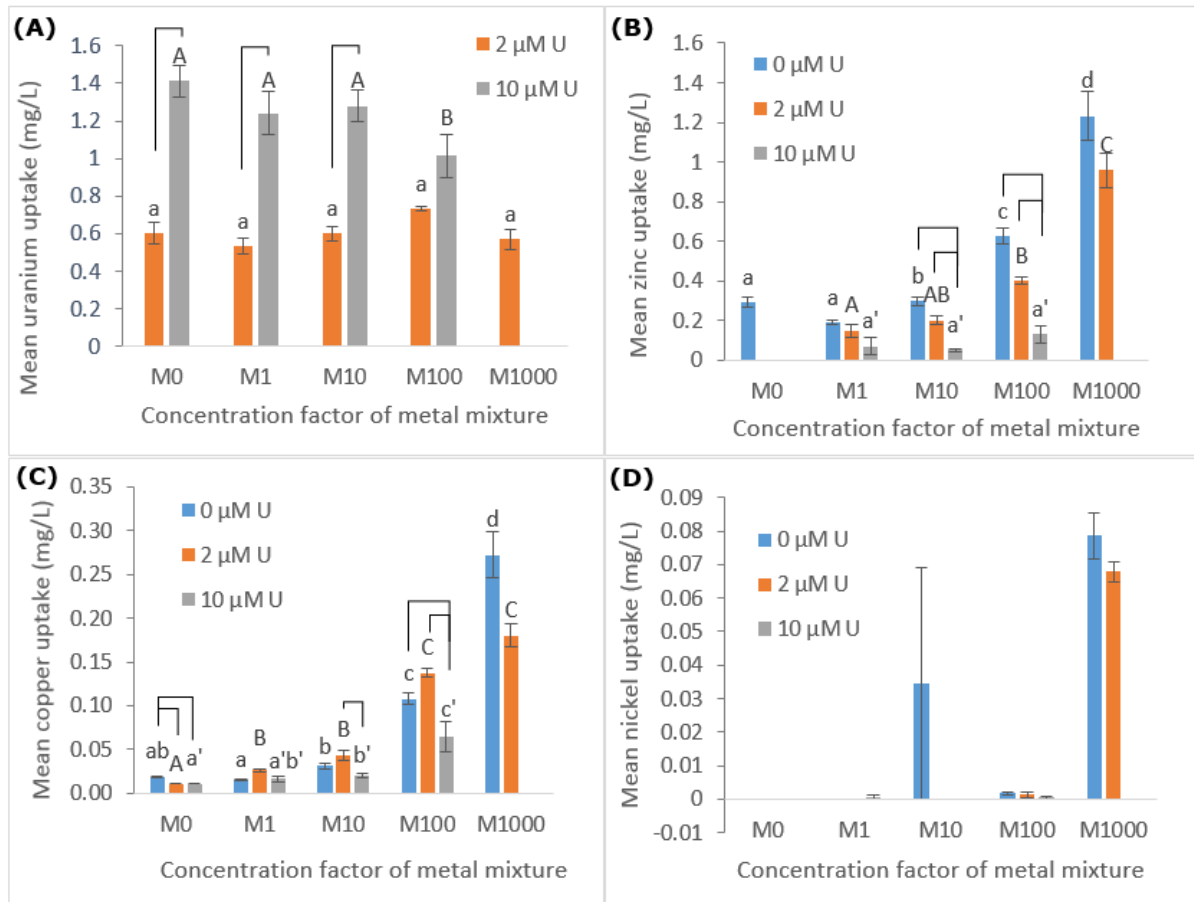 (A)
2 µM U
10 µM U
Mean uranium uptake (mg/L)
1.6
1.4
1.2
1
0.8
0.6
0.4
0.2
0
a A a A a A a B a
M0 M1 M10 M100 M1000
Concentration factor of metal mixture
(B)
0 µM U
2 µM U
10 µM U
Mean zinc uptake (mg/L)
1.6
1.4
1.2
1
0.8
0.6
0.4
0.2
0
a a A a' b AB a' c B a' d C
M0 M1 M10 M100 M1000
Concentration factor of metal mixture
(C)
0 µM U
2 µM U
10 µM U
Mean copper uptake (mg/L)
0.35
0.30
0.25
0.20
0.15
0.10
0.05
0.00
ab A a' a B a'b' b B b' c C c' d C
M0 M1 M10 M100 M1000
Concentration factor of metal mixture
(D)
0 µM U
2 µM U
10 µM U
Mean nickel uptake (mg/L)
0.09
0.08
0.07
0.06
0.05
0.04
0.03
0.02
0.01
0
-0.01
M0 M1 M10 M100 M1000
Concentration factor of metal mixture